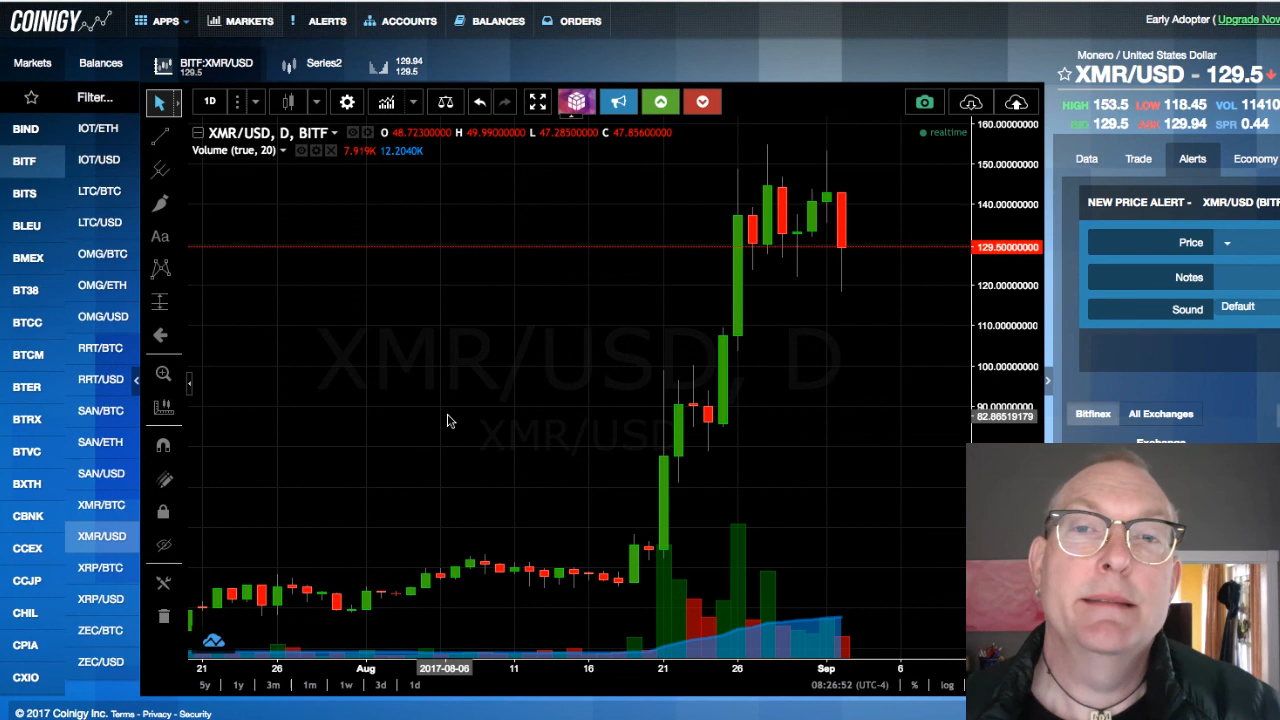 COINIGY
APPS
MARKETS
! ALERTS
ACCOUNTS
BALANCES
ORDERS
Early Adopter ( Upgrade Now
Markets
Balances
BITF:XMR/USD
129.5
Series2
129.94
129.5
Monero / United States Dollar
XMR/USD - 129.5
HIGH 153.5 LOW 118.45 VOL 11410
BID 129.5 ASK 129.94 SPR 0.44
Filter...
1D
BIND
BITF
BITS
BLEU
BMEX
BT38
BTCC
BTCM
BTER
BTRX
BTVC
BXTH
CBNK
CCEX
CCJP
CHIL
CPIA
CXIO
IOT/ETH
IOT/USD
LTC/BTC
LTC/USD
OMG/BTC
OMG/ETH
OMG/USD
RRT/BTC
RRT/USD
SAN/BTC
SAN/ETH
SAN/USD
XMR/BTC
XMR/USD
XRP/BTC
XRP/USD
ZEC/BTC
ZEC/USD
Aa
XMR/USD, D, BITF
O 48.72300000 H 49.99000000 L 47.28500000 C 47.85600000
realtime
Volume (true, 20)
7.919K 12.2040K
XMR/USD, D
XMR/USD
160.00000000
150.00000000
140.00000000
129.50000000
120.00000000
110.00000000
100.00000000
90.00000000
82.86519179
21
26
Aug
2017-08-06
11
16
21
26
Sep
6
5y
1y
3m
1m
1w
3d
1d
08:26:52 (UTC-4)
%
log
Data
Trade
Alerts
Economy
NEW PRICE ALERT - XMR/USD (BITF
Price
Notes
Sound
Default
Bitfinex
All Exchanges
Exchange
© 2017 Coinigy Inc. Terms - Privacy - Security